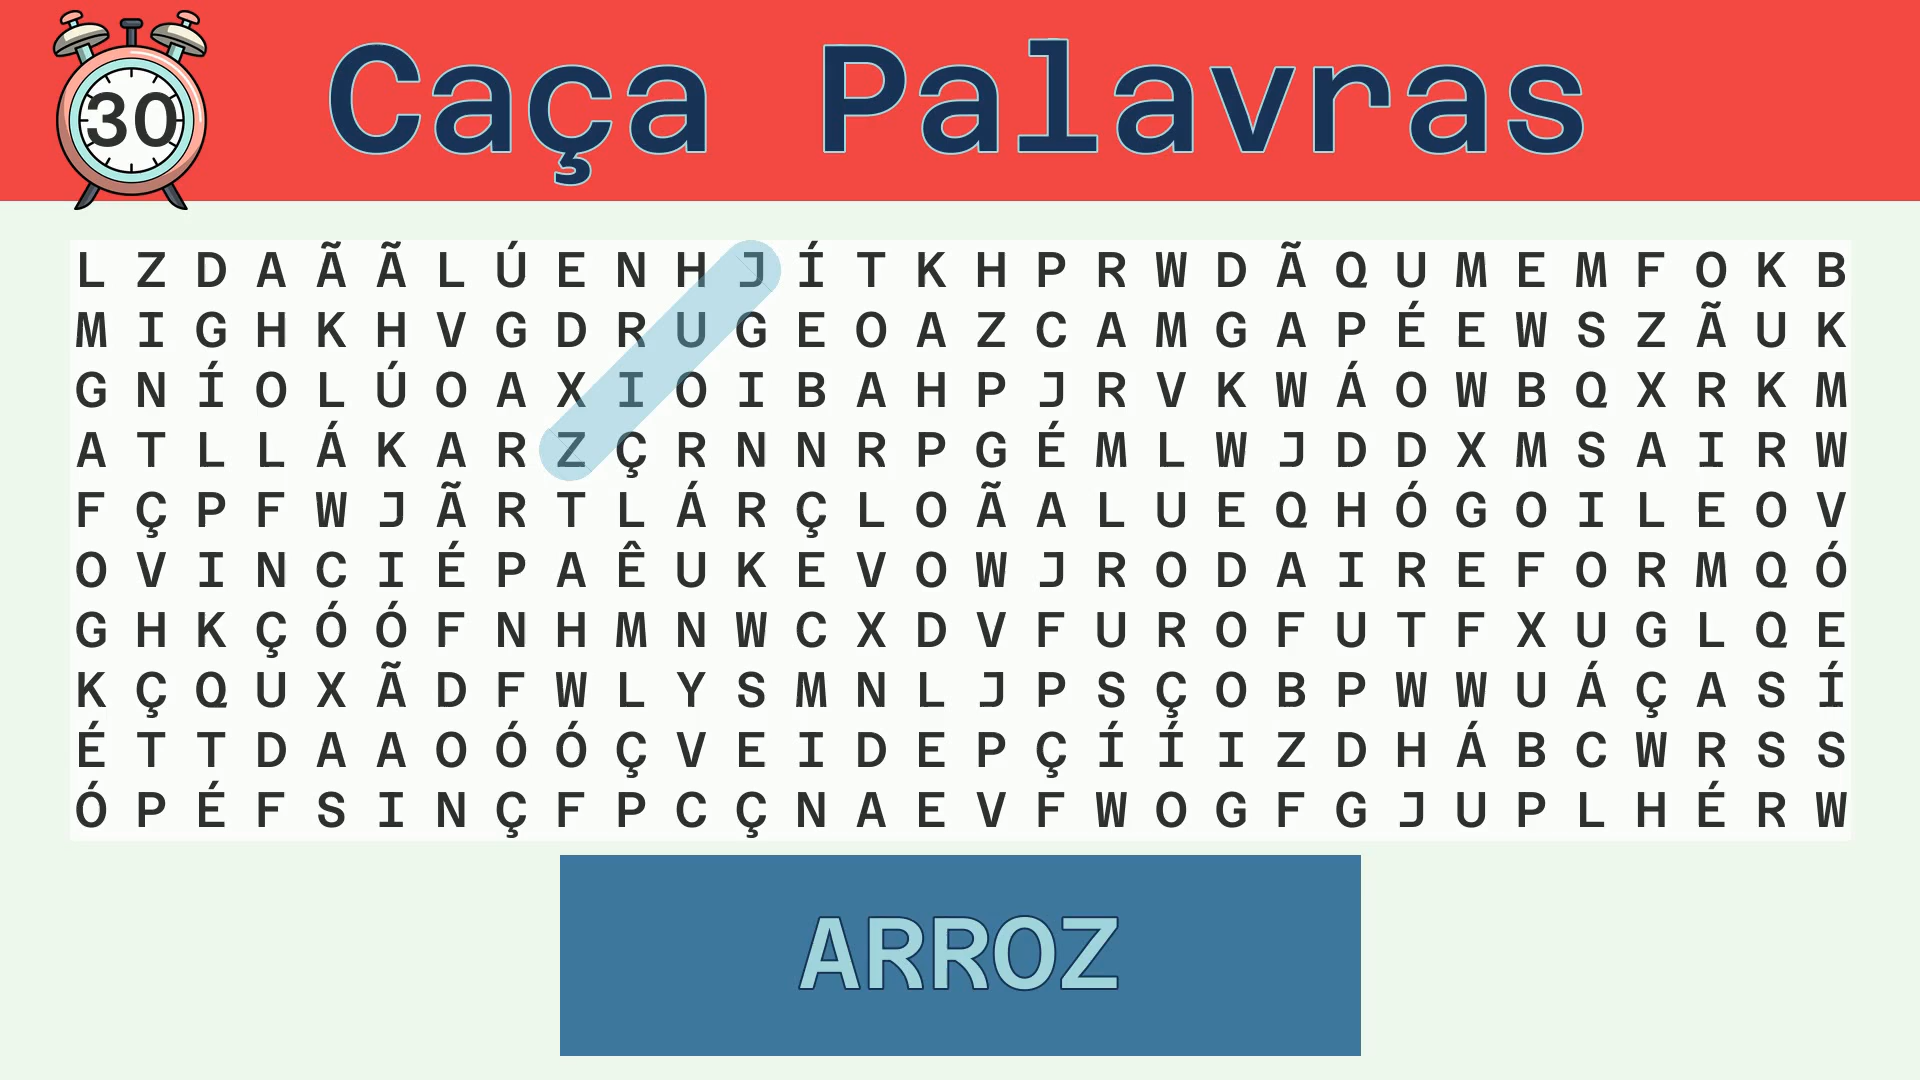 30
Caça Palavras
L Z D A Ã Ã L Ú E N H J Í T K H P R W D Ã Q U M E M F O K B
M I G H K H V G D R U G E O A Z C A M G A P É E W S Z Ã U K
G N Í O L Ú O A X I O I B A H P J R V K W Á O W B Q X R K M
A T L L Á K A R Z Ç R N N R P G É M L W J D D X M S A I R W
F Ç P F W J Ã R T L Á R Ç L O Ã A L U E Q H Ó G O I L E O V
O V I N C I É P A Ê U K E V O W J R O D A I R E F O R M Q Ó
G H K Ç Ó Ó F N H M N W C X D V F U R O F U T F X U G L Q E
K Ç Q U X Ã D F W L Y S M N L J P S Ç O B P W W U Á Ç A S Í
É T T D A A O Ó Ó Ç V E I D E P Ç Í Í I Z D H Á B C W R S S
Ó P É F S I N Ç F P C Ç N A E V F W O G F G J U P L H É R W
ARROZ